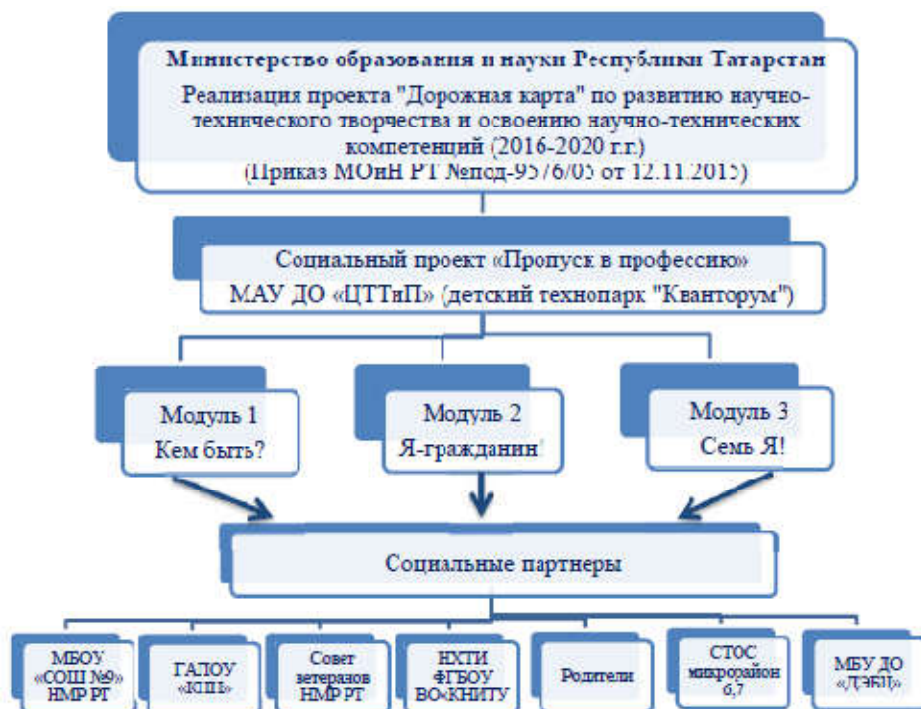 Министерство образования и науки Республики Татарстан
Реализация проекта "Дорожная карта" по развитию научно-
технического творчества и освоению научно-технических
компетенций (2016-2020 г.г.)
(Приказ МОиН РТ №под-9576/05 от 12.11.2015)
Социальный проект «Пропуск в профессию»
МАУ ДО «ЦТТиП» (детский технопарк "Кванторум")
Модуль 1
Кем быть?
Модуль 2
Я-гражданин!
Модуль 3
Семь Я!
Социальные партнеры
МБОУ
«СОШ №9»
НМР РТ
ГАПОУ
Совет
ветеранов
НМР РТ
НХТИ
ФГБОУ
ВО«КНИТУ
Родители
СТОС
микрорайон
6,7
МБУ ДО
«ДЭБЦ»